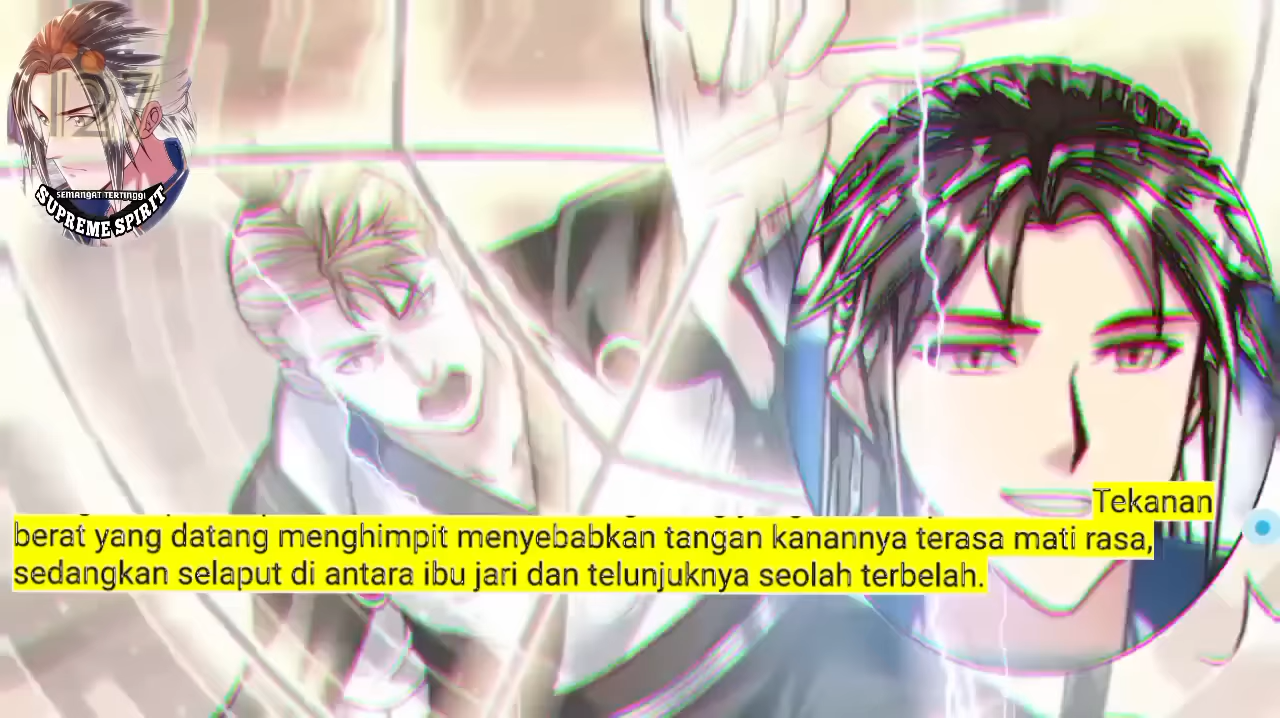 127
SEMANGAT TERTINGGI
SUPREME SPIRIT
Tekanan
berat yang datang menghimpit menyebabkan tangan kanannya terasa mati rasa,
sedangkan selaput di antara ibu jari dan telunjuknya seolah terbelah.